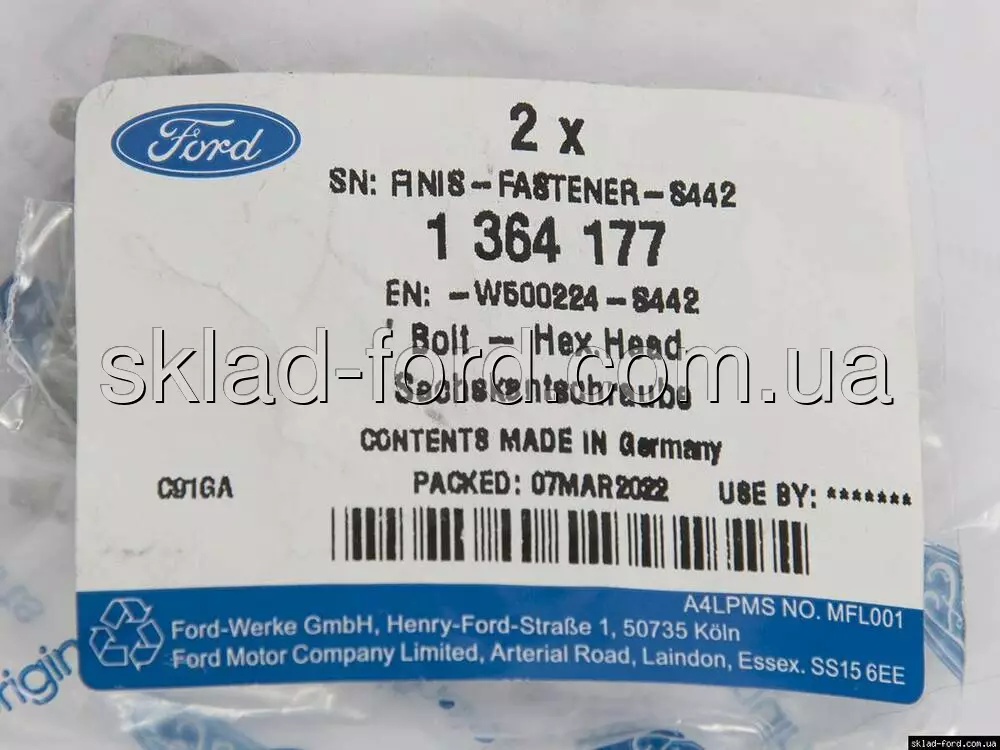 Ford
2 x
SN: FINIS-FASTENER-S442
1 364 177
EN: -W500224-S442
Bolt - Hex.Head
sklad-ford.com.ua
Sechskantschraube
CONTENTS MADE IN Germany
C91GA
PACKED: 07MAR2022
USE BY: *******
A4LPMS NO. MFL001
Ford-Werke GmbH, Henry-Ford-Straße 1, 50735 Köln
Ford Motor Company Limited, Arterial Road, Laindon, Essex. SS15 6EE
sklad-ford.com.ua